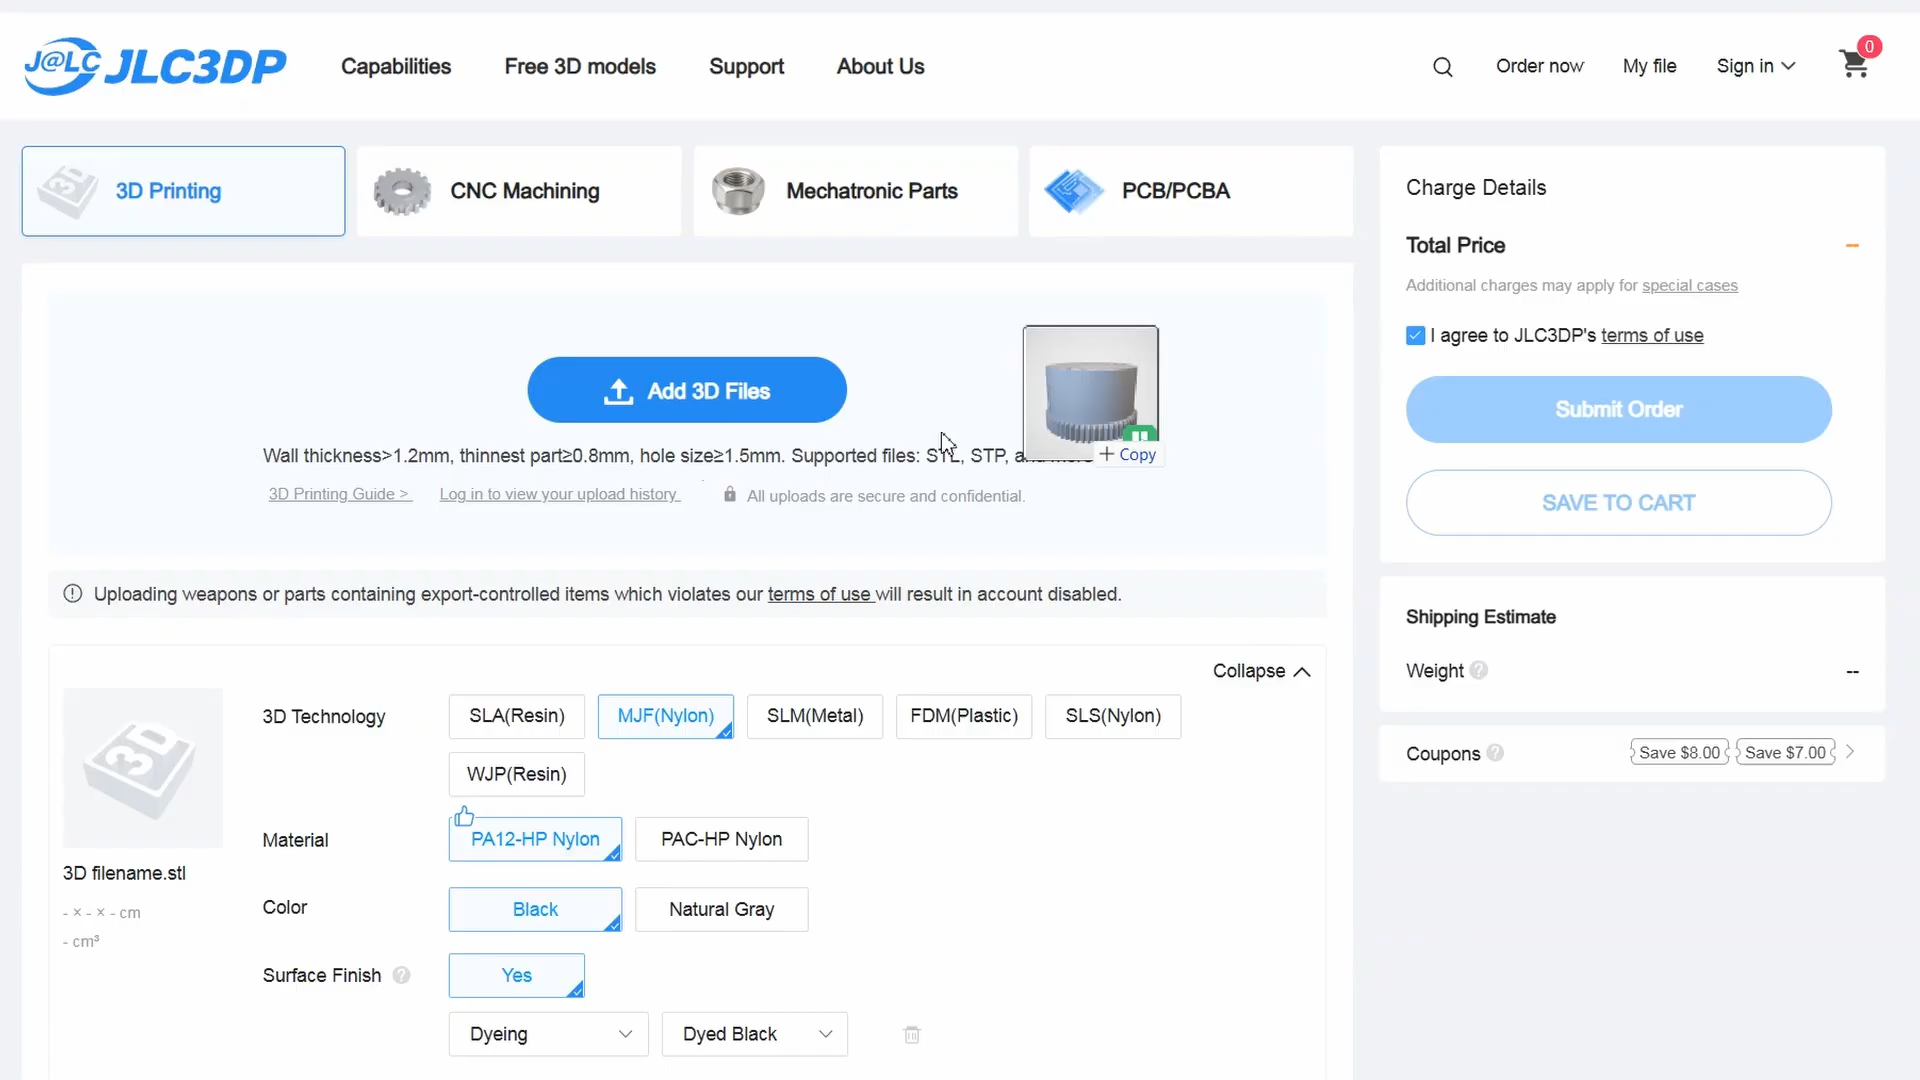 J@LC JLC3DP
Capabilities
Free 3D models
Support
About Us
Order now
My file
Sign in
0
3D Printing
CNC Machining
Mechatronic Parts
PCB/PCBA
Add 3D Files
Wall thickness>1.2mm, thinnest part≥0.8mm, hole size≥1.5mm. Supported files: STL, STP,
+ Copy
3D Printing Guide >
Log in to view your upload history
All uploads are secure and confidential.
Uploading weapons or parts containing export-controlled items which violates our terms of use will result in account disabled.
Collapse
3D
3D filename.stl
- × - × - cm
- cm³
3D Technology
SLA(Resin)
MJF(Nylon)
SLM(Metal)
FDM(Plastic)
SLS(Nylon)
WJP(Resin)
Material
PA12-HP Nylon
PAC-HP Nylon
Color
Black
Natural Gray
Surface Finish ?
Yes
Dyeing
Dyed Black
Charge Details
Total Price
–
Additional charges may apply for special cases
I agree to JLC3DP's terms of use
Submit Order
SAVE TO CART
Shipping Estimate
Weight ?
--
Coupons ?
Save $8.00
Save $7.00